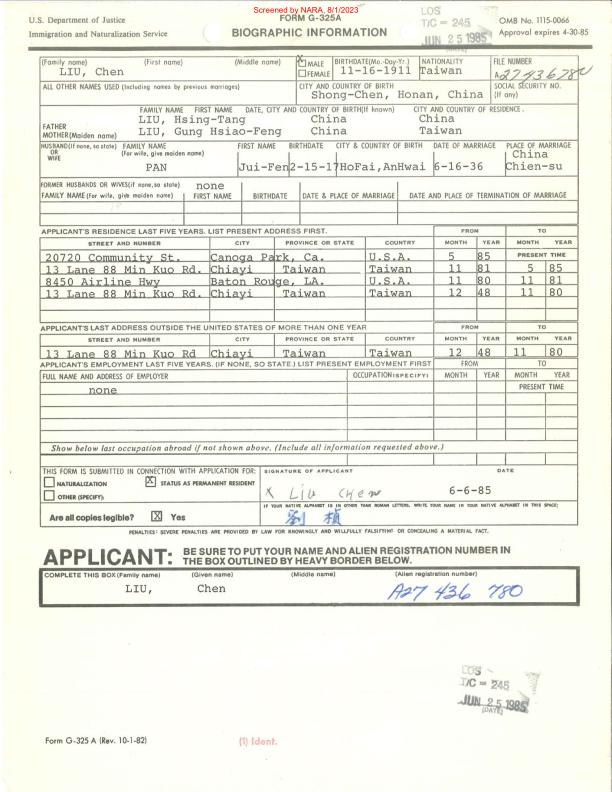 Screened by NARA, 8/1/2023
U.S. Department of Justice
Immigration and Naturalization Service
FORM G-325A
BIOGRAPHIC INFORMATION
LOS
T/C = 245
JUN 25 1985
(DATE)
OMB No. 1115-0066
Approval expires 4-30-85
(Family name) (First name) (Middle name)
LIU, Chen
X MALE
FEMALE
BIRTHDATE(Mo.-Day-Yr.)
11-16-1911
NATIONALITY
Taiwan
FILE NUMBER
A27436780
ALL OTHER NAMES USED (Including names by previous marriages)
CITY AND COUNTRY OF BIRTH
Shong-Chen, Honan, China
SOCIAL SECURITY NO.
(If any)
FAMILY NAME FIRST NAME DATE, CITY AND COUNTRY OF BIRTH(If known) CITY AND COUNTRY OF RESIDENCE.
FATHER LIU, Hsing-Tang China China
MOTHER(Maiden name) LIU, Gung Hsiao-Feng China Taiwan
HUSBAND(If none, so state) OR WIFE
FAMILY NAME (For wife, give maiden name) FIRST NAME BIRTHDATE CITY & COUNTRY OF BIRTH DATE OF MARRIAGE PLACE OF MARRIAGE
China
PAN Jui-Fen 2-15-17 HoFai,AnHwai 6-16-36 Chien-su
FORMER HUSBANDS OR WIVES(if none,so state) none
FAMILY NAME (For wife, give maiden name) FIRST NAME BIRTHDATE DATE & PLACE OF MARRIAGE DATE AND PLACE OF TERMINATION OF MARRIAGE
APPLICANT'S RESIDENCE LAST FIVE YEARS. LIST PRESENT ADDRESS FIRST. FROM TO
STREET AND NUMBER CITY PROVINCE OR STATE COUNTRY MONTH YEAR MONTH YEAR
20720 Community St. Canoga Park, Ca. U.S.A. 5 85 PRESENT TIME
13 Lane 88 Min Kuo Rd. Chiayi Taiwan Taiwan 11 81 5 85
8450 Airline Hwy Baton Rouge, LA. U.S.A. 11 80 11 81
13 Lane 88 Min Kuo Rd. Chiayi Taiwan Taiwan 12 48 11 80
APPLICANT'S LAST ADDRESS OUTSIDE THE UNITED STATES OF MORE THAN ONE YEAR FROM TO
STREET AND NUMBER CITY PROVINCE OR STATE COUNTRY MONTH YEAR MONTH YEAR
13 Lane 88 Min Kuo Rd Chiayi Taiwan Taiwan 12 48 11 80
APPLICANT'S EMPLOYMENT LAST FIVE YEARS. (IF NONE, SO STATE.) LIST PRESENT EMPLOYMENT FIRST FROM TO
FULL NAME AND ADDRESS OF EMPLOYER OCCUPATION(SPECIFY) MONTH YEAR MONTH YEAR
none PRESENT TIME
Show below last occupation abroad if not shown above. (Include all information requested above.)
THIS FORM IS SUBMITTED IN CONNECTION WITH APPLICATION FOR:
NATURALIZATION X STATUS AS PERMANENT RESIDENT
OTHER (SPECIFY):
SIGNATURE OF APPLICANT DATE
X Liu Chen 6-6-85
IF YOUR NATIVE ALPHABET IS IN OTHER THAN ROMAN LETTERS, WRITE YOUR NAME IN YOUR NATIVE ALPHABET IN THIS SPACE:
劉 楨
Are all copies legible? X Yes
PENALTIES: SEVERE PENALTIES ARE PROVIDED BY LAW FOR KNOWINGLY AND WILLFULLY FALSIFYING OR CONCEALING A MATERIAL FACT.
APPLICANT: BE SURE TO PUT YOUR NAME AND ALIEN REGISTRATION NUMBER IN
THE BOX OUTLINED BY HEAVY BORDER BELOW.
COMPLETE THIS BOX (Family name) (Given name) (Middle name) (Alien registration number)
LIU, Chen A27 436 780
LOS
T/C = 245
JUN 25 1985
(DATE)
Form G-325 A (Rev. 10-1-82)
(1) Ident.